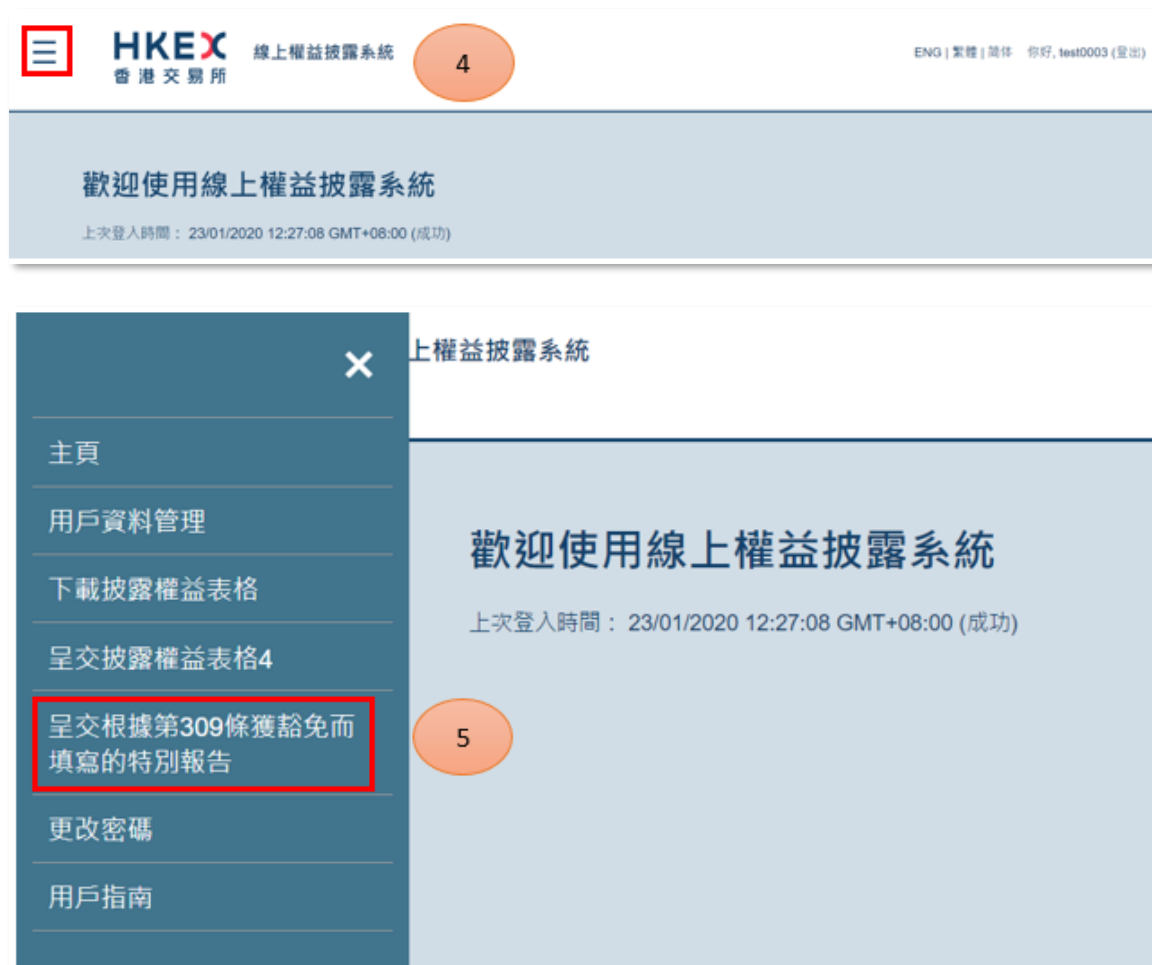 HKEX
香港交易所
線上權益披露系統
4
ENG | 繁體 | 简体 你好, test0003 (登出)
歡迎使用線上權益披露系統
上次登入時間： 23/01/2020 12:27:08 GMT+08:00 (成功)
上權益披露系統
主頁
用戶資料管理
下載披露權益表格
呈交披露權益表格4
呈交根據第309條獲豁免而
填寫的特別報告
5
更改密碼
用戶指南
歡迎使用線上權益披露系統
上次登入時間： 23/01/2020 12:27:08 GMT+08:00 (成功)